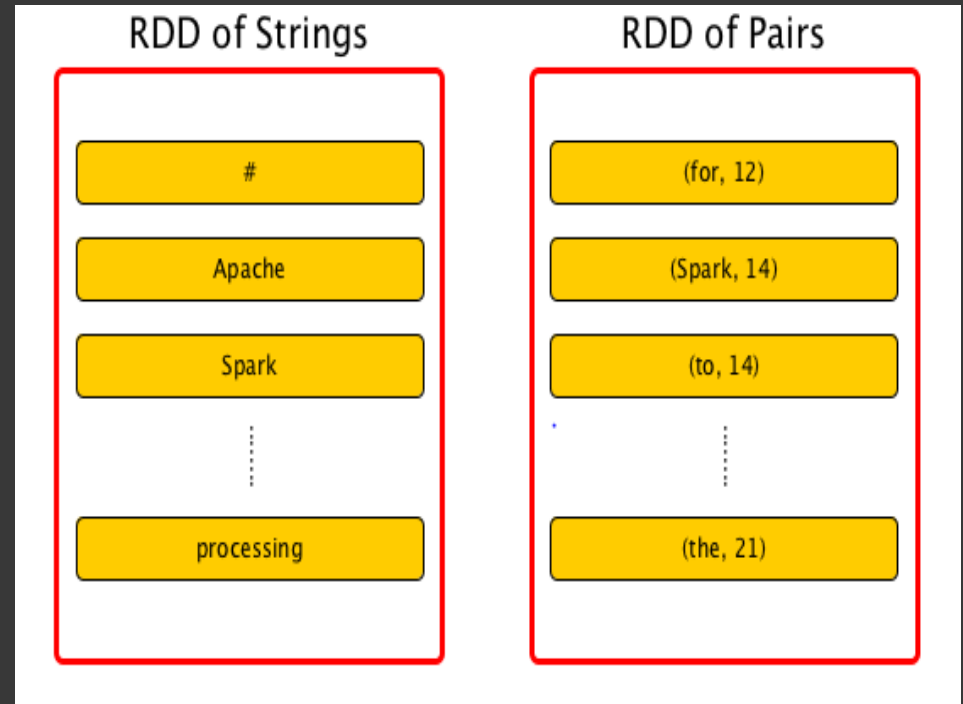 RDD of Strings
#
Apache
Spark
processing
RDD of Pairs
(for, 12)
(Spark, 14)
(to, 14)
(the, 21)